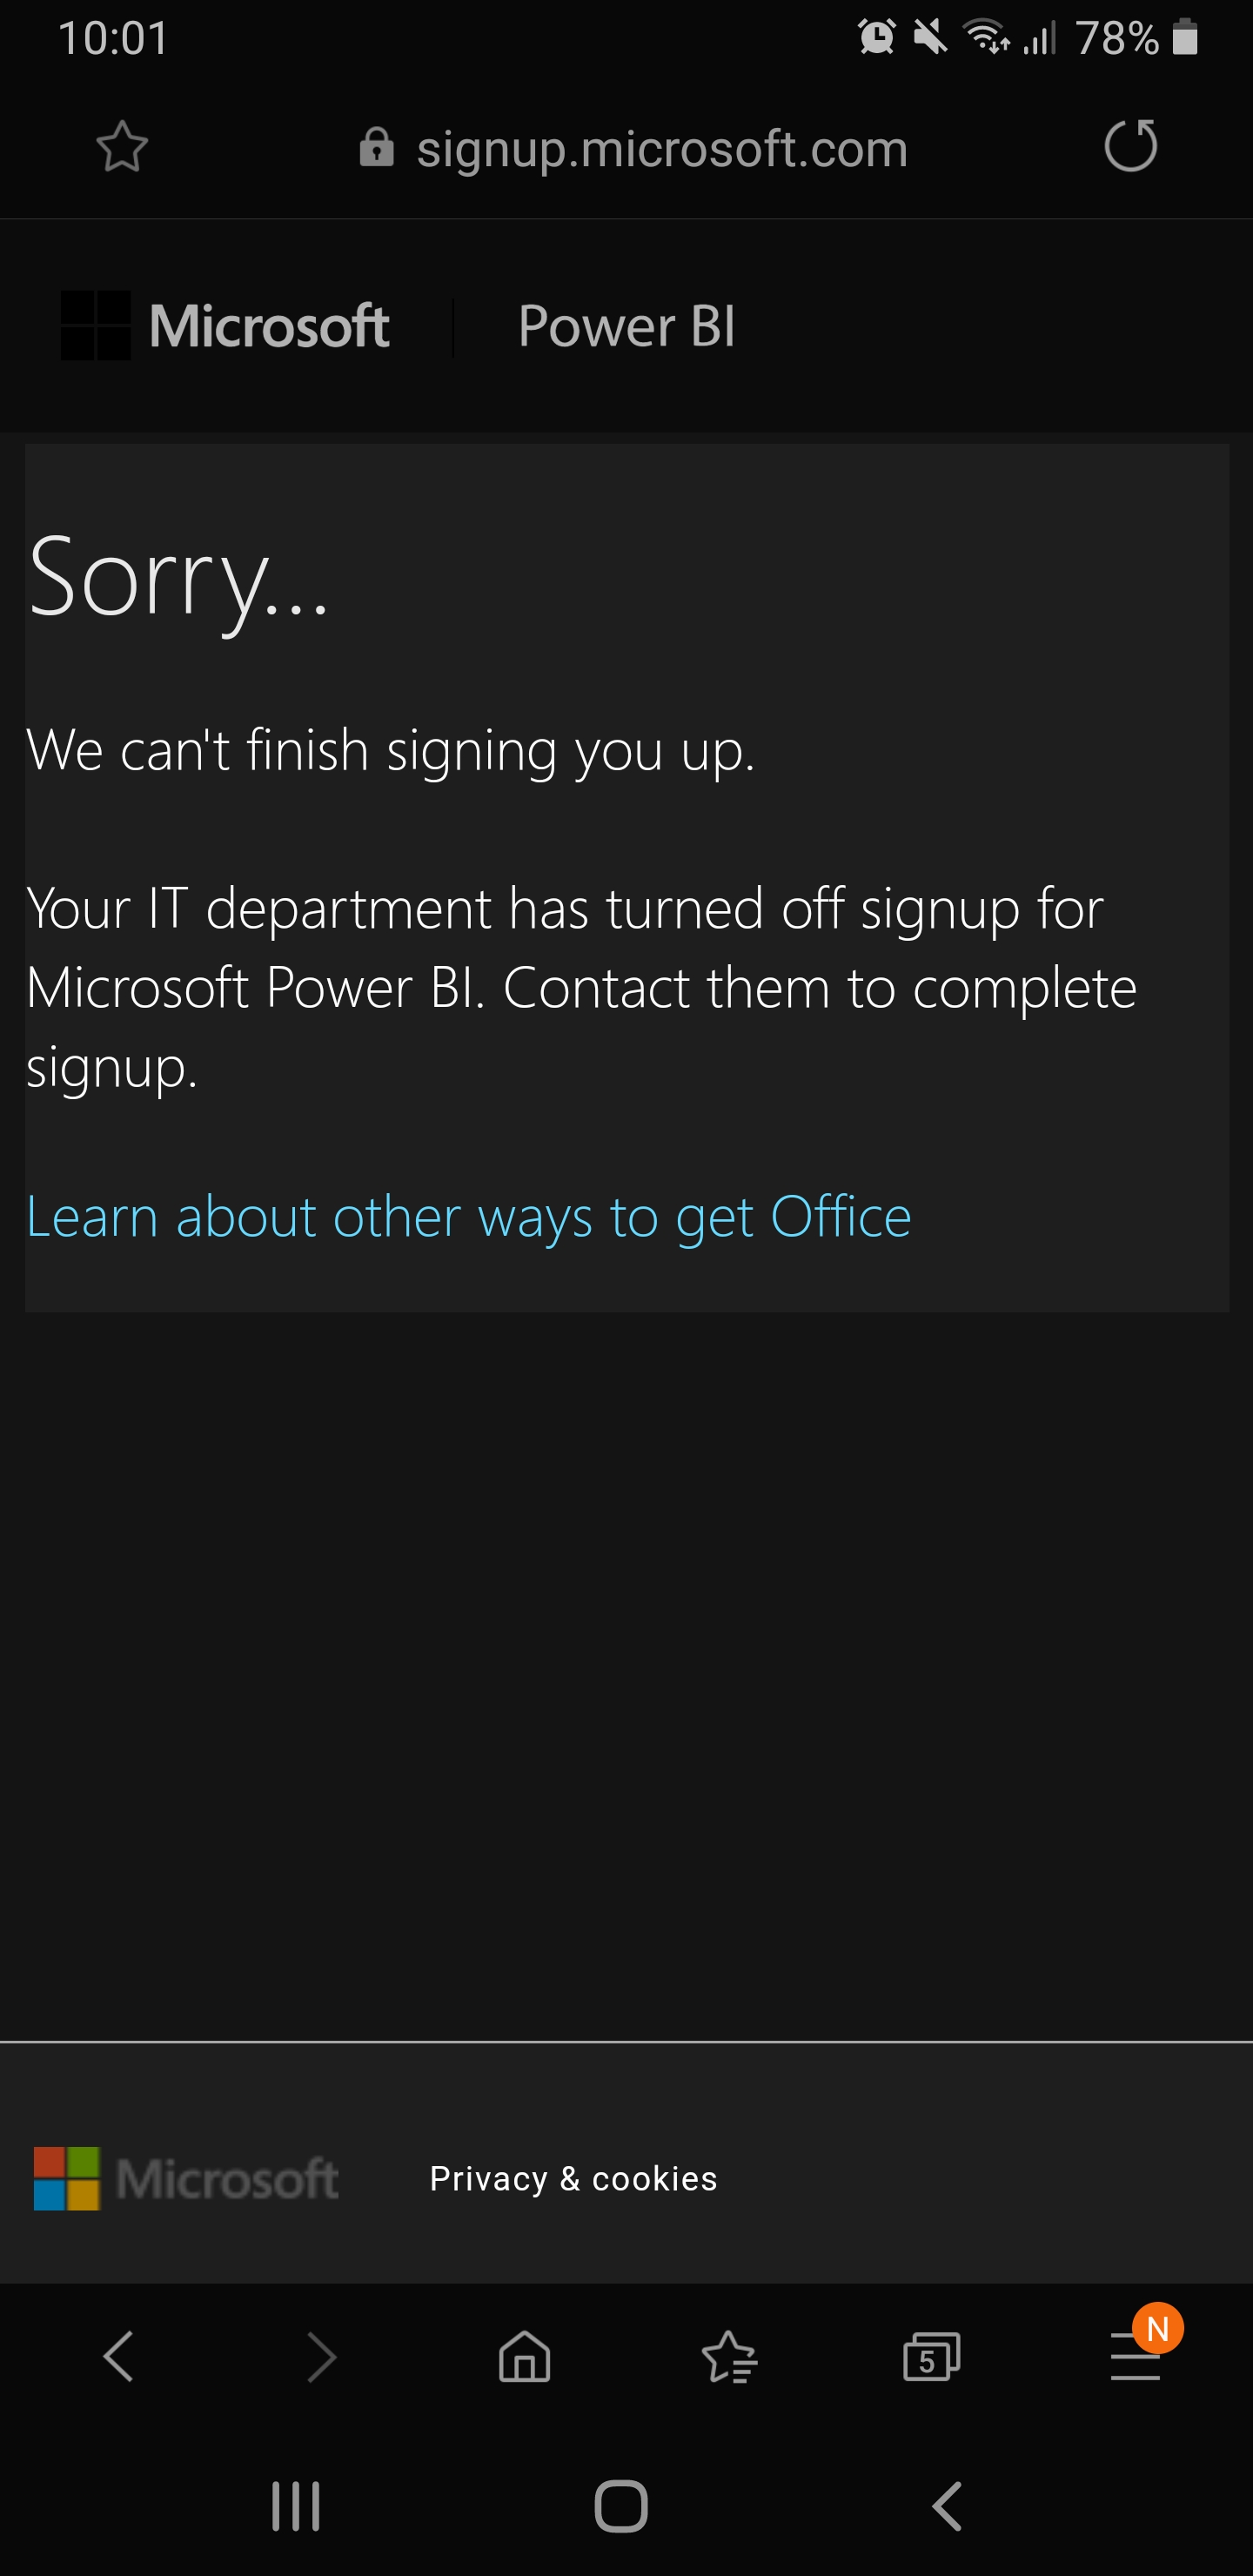 10:01 78%
signup.microsoft.com
Microsoft Power BI
Sorry...
We can't finish signing you up.
Your IT department has turned off signup for
Microsoft Power BI. Contact them to complete
signup.
Learn about other ways to get Office
Microsoft Privacy & cookies
5 N